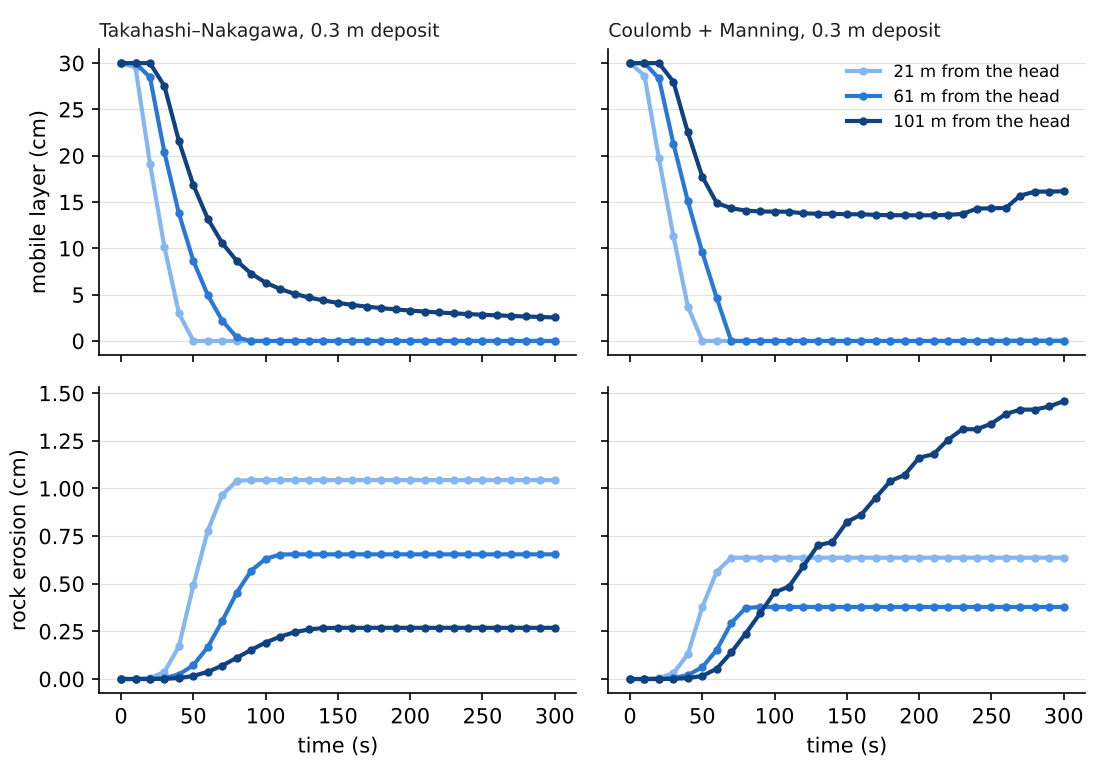 Takahashi–Nakagawa, 0.3 m deposit
Coulomb + Manning, 0.3 m deposit
mobile layer (cm)
30
25
20
15
10
5
0
21 m from the head
61 m from the head
101 m from the head
rock erosion (cm)
1.50
1.25
1.00
0.75
0.50
0.25
0.00
0 50 100 150 200 250 300
time (s)
0 50 100 150 200 250 300
time (s)